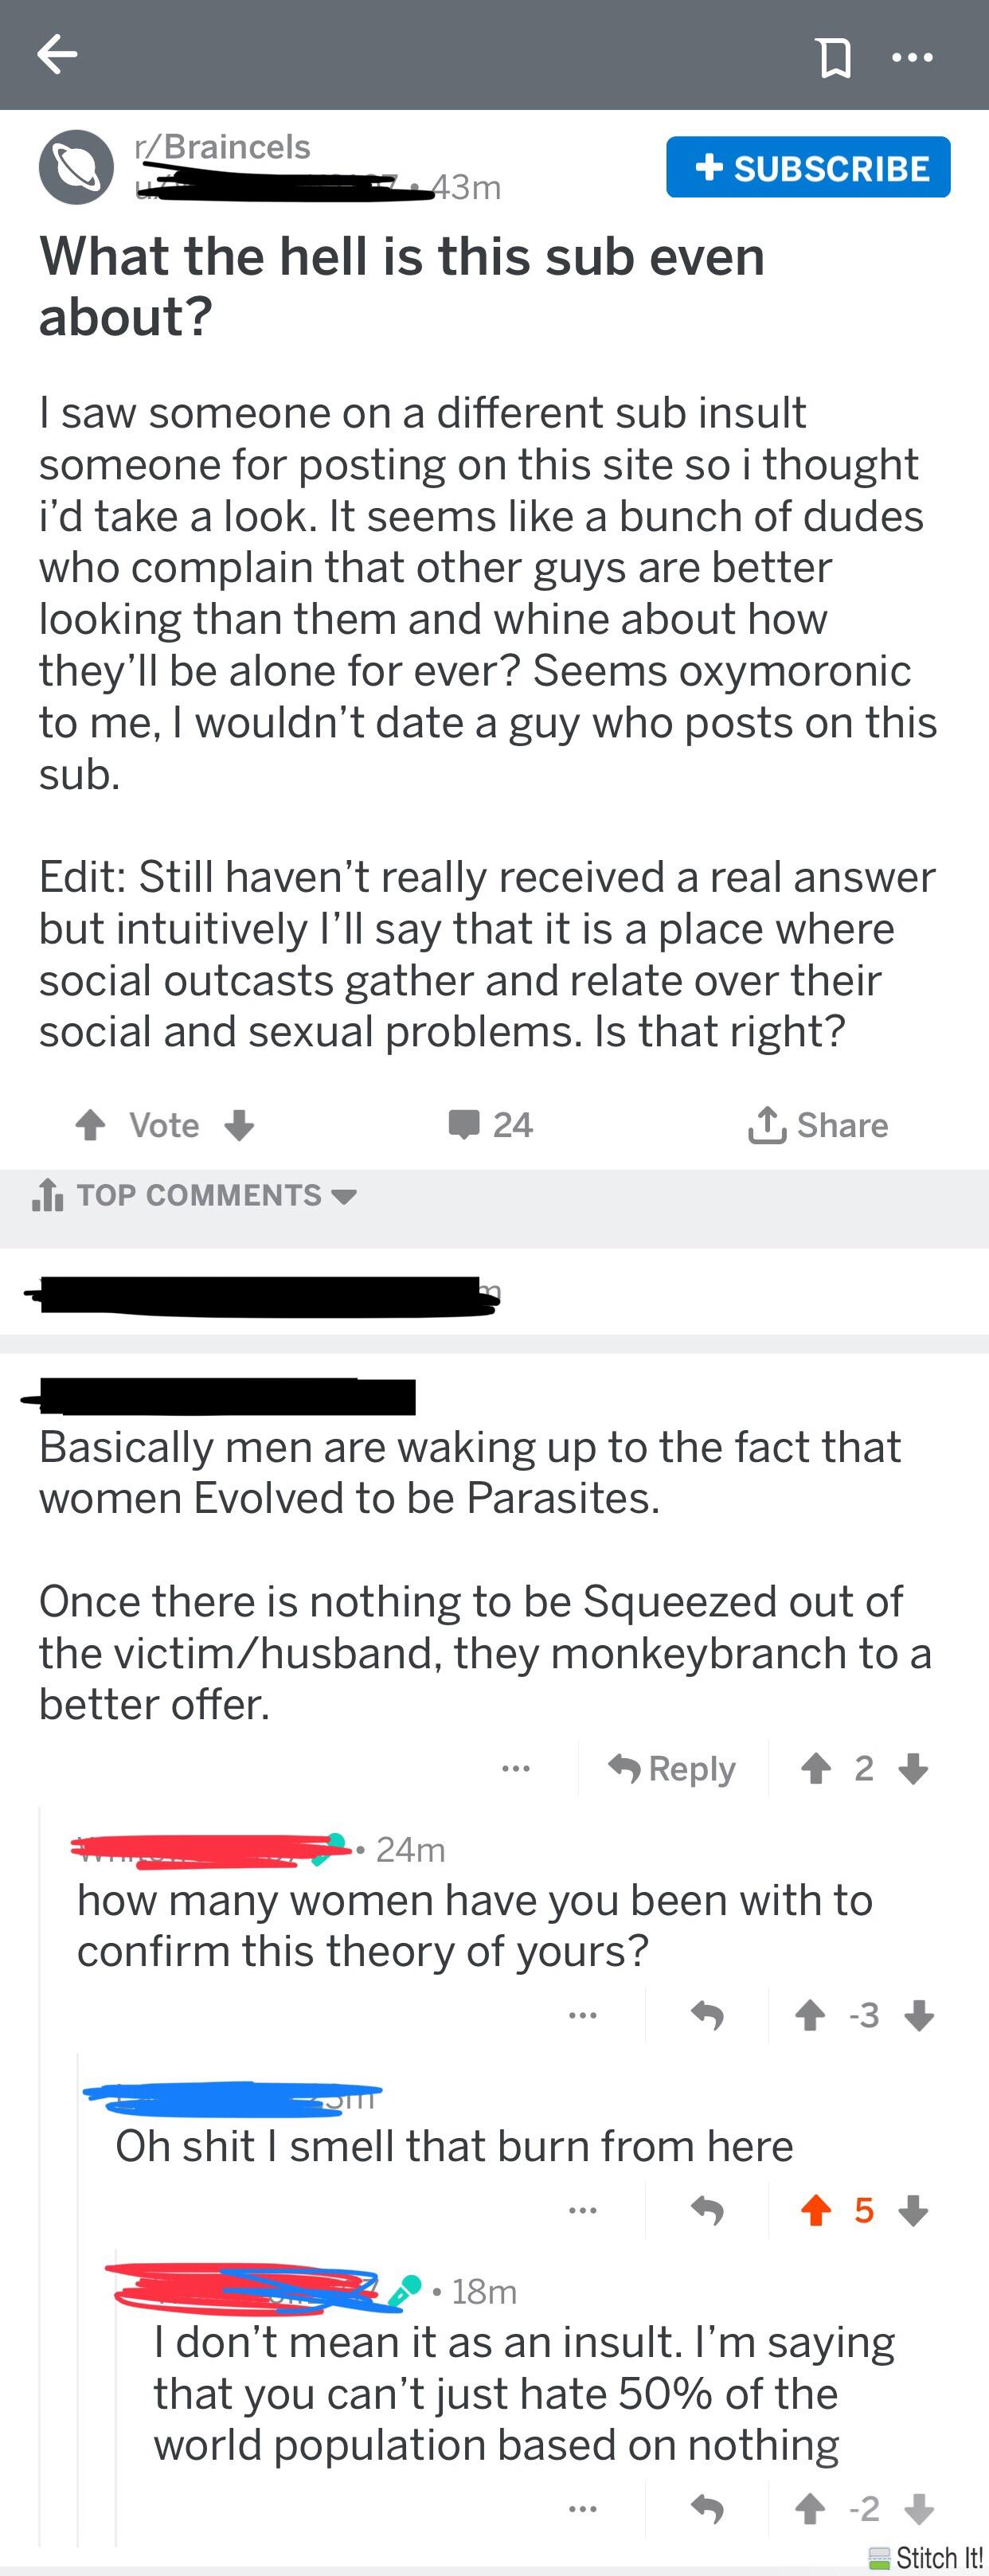 r/Braincels
43m
+ SUBSCRIBE
What the hell is this sub even
about?
I saw someone on a different sub insult
someone for posting on this site so i thought
i'd take a look. It seems like a bunch of dudes
who complain that other guys are better
looking than them and whine about how
they'll be alone for ever? Seems oxymoronic
to me, I wouldn't date a guy who posts on this
sub.
Edit: Still haven't really received a real answer
but intuitively I'll say that it is a place where
social outcasts gather and relate over their
social and sexual problems. Is that right?
Vote
24
Share
TOP COMMENTS
Basically men are waking up to the fact that
women Evolved to be Parasites.
Once there is nothing to be Squeezed out of
the victim/husband, they monkeybranch to a
better offer.
Reply
2
• 24m
how many women have you been with to
confirm this theory of yours?
-3
Oh shit I smell that burn from here
5
• 18m
I don't mean it as an insult. I'm saying
that you can't just hate 50% of the
world population based on nothing
-2
Stitch It!